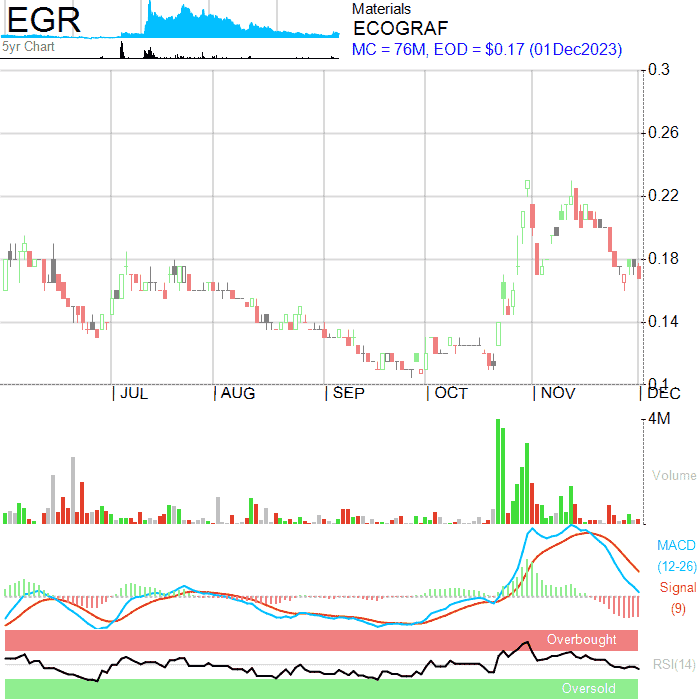 EGR
5yr Chart
Materials
ECOGRAF
MC = 76M, EOD = $0.17 (01Dec2023)
0.3
0.26
0.22
0.18
0.14
0.1
| JUL | AUG | SEP | OCT | NOV | DEC
4M
Volume
MACD
(12-26)
Signal
(9)
Overbought
RSI(14)
Oversold